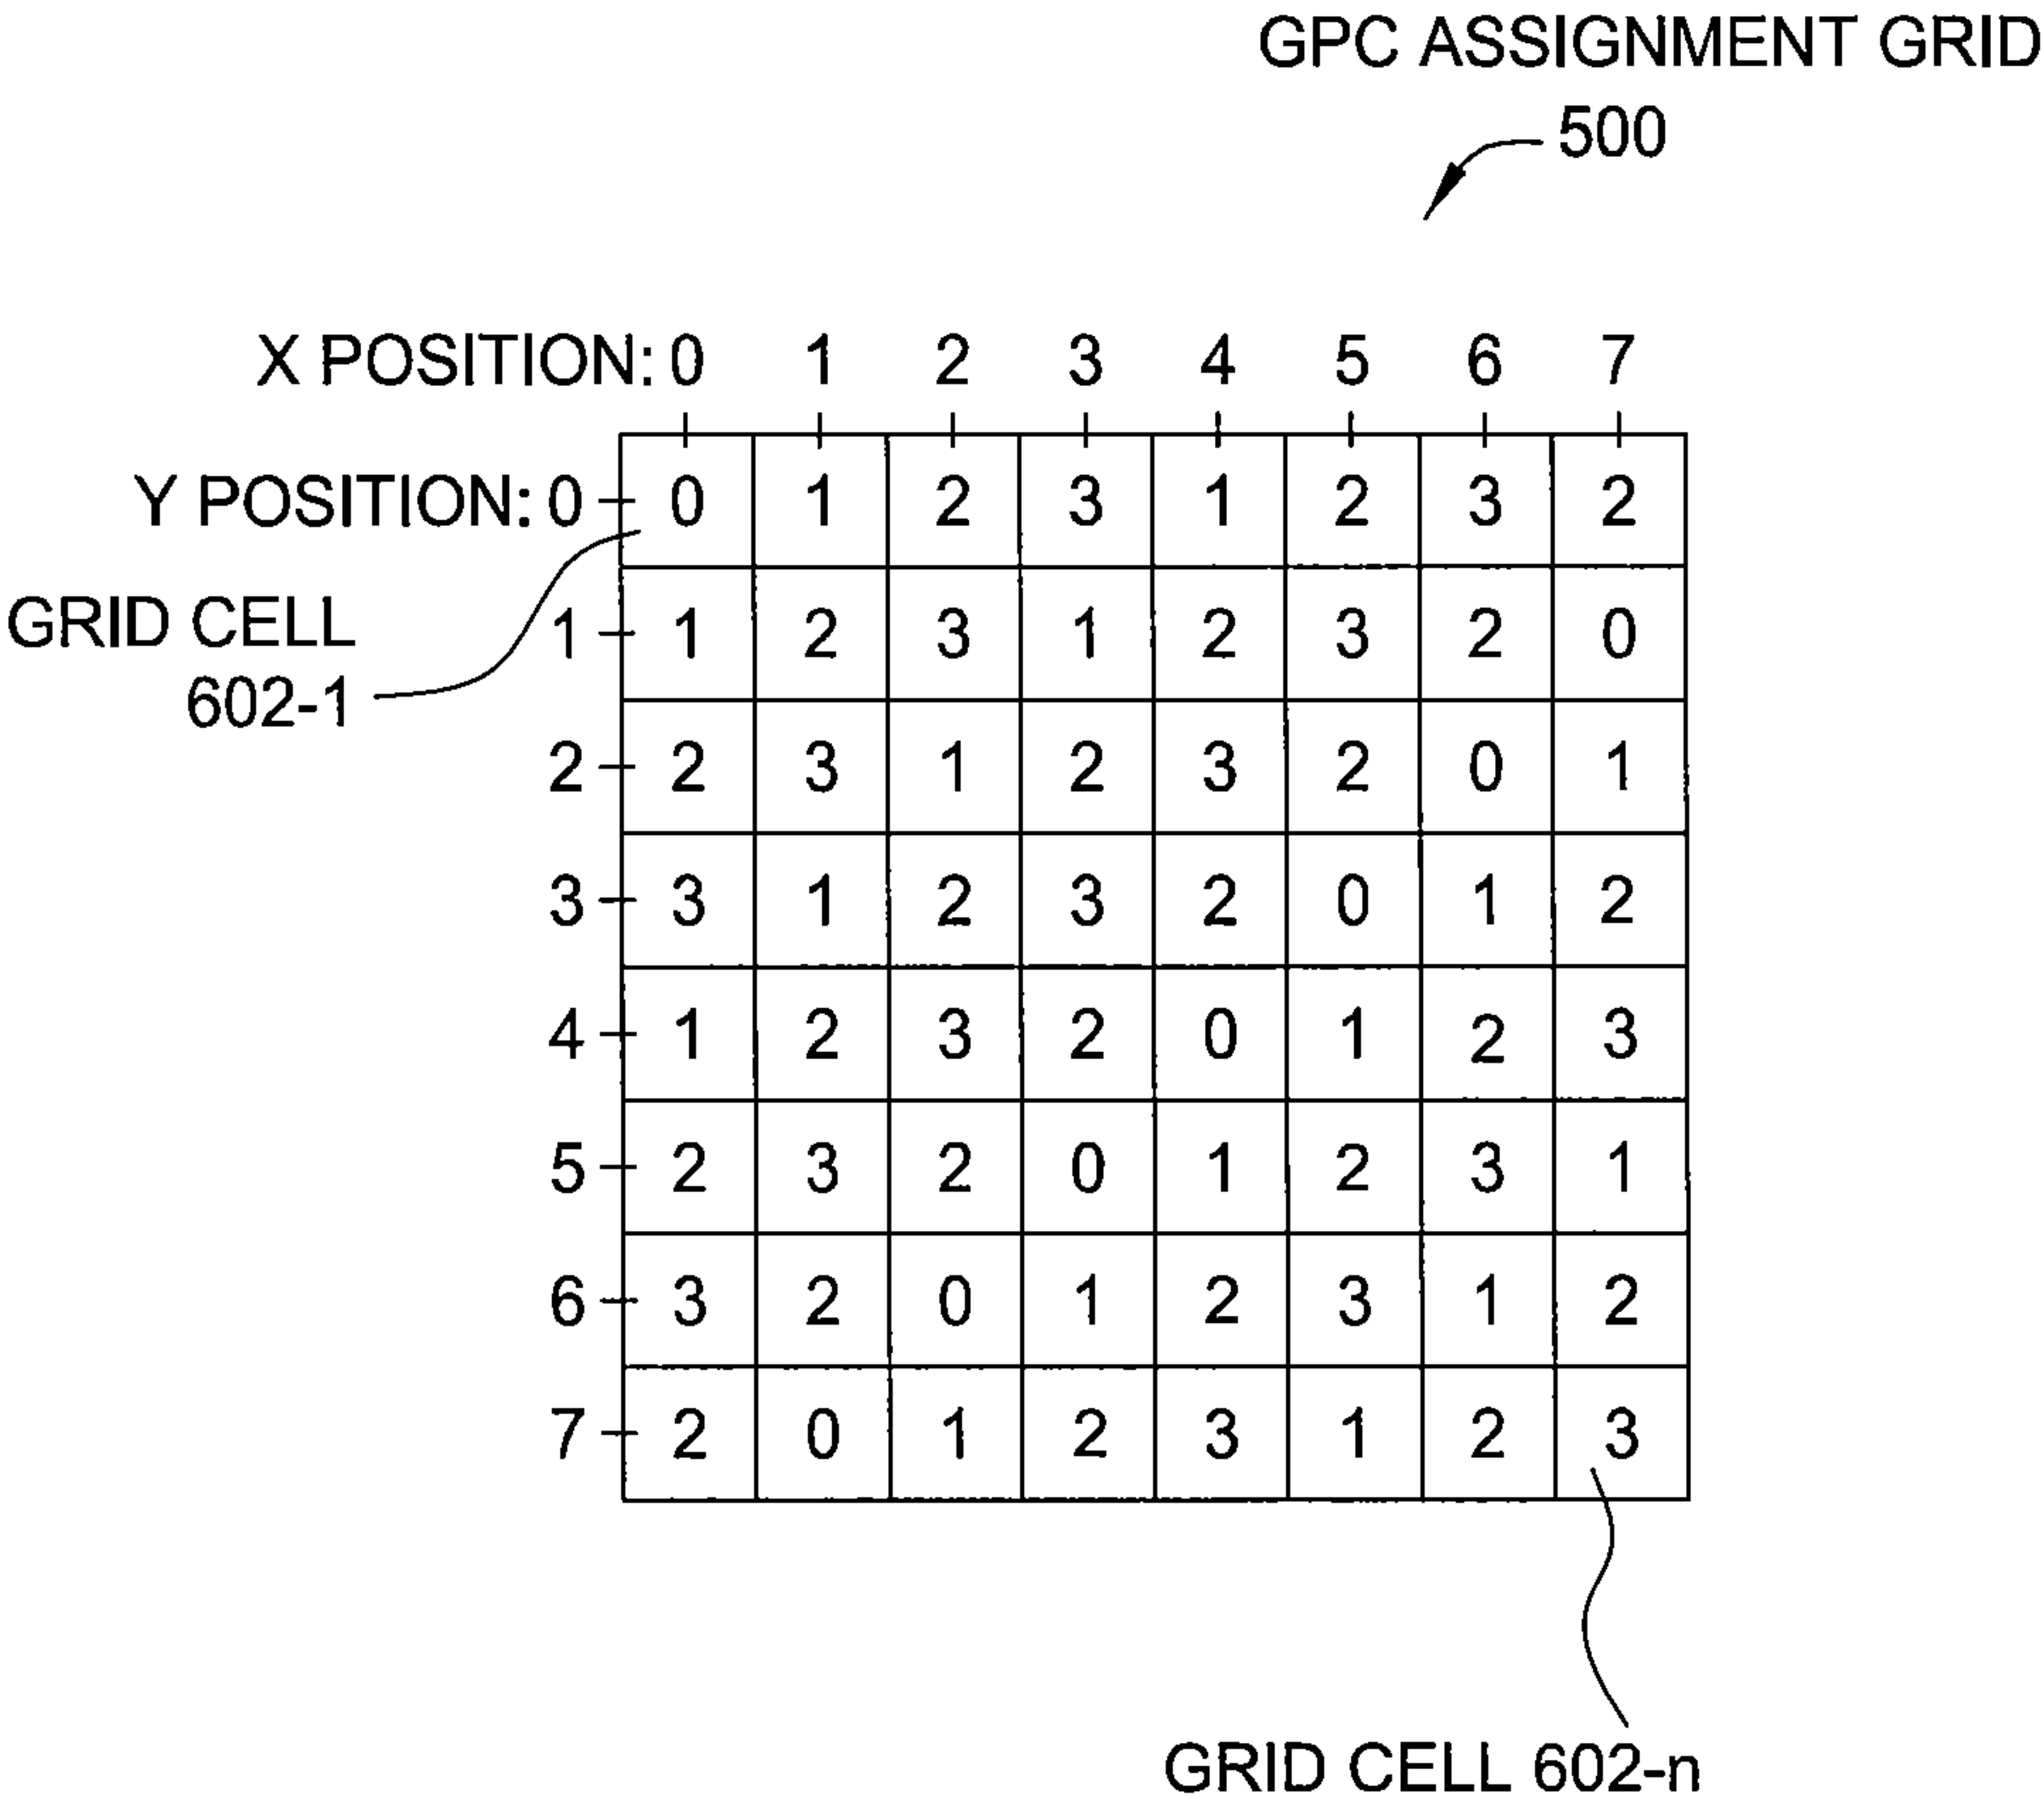 GPC ASSIGNMENT GRID
500
X POSITION: 0 1 2 3 4 5 6 7
Y POSITION: 0 0 1 2 3 1 2 3 2
GRID CELL
602-1
1 1 2 3 1 2 3 2 0
2 2 3 1 2 3 2 0 1
3 3 1 2 3 2 0 1 2
4 1 2 3 2 0 1 2 3
5 2 3 2 0 1 2 3 1
6 3 2 0 1 2 3 1 2
7 2 0 1 2 3 1 2 3
GRID CELL 602-n